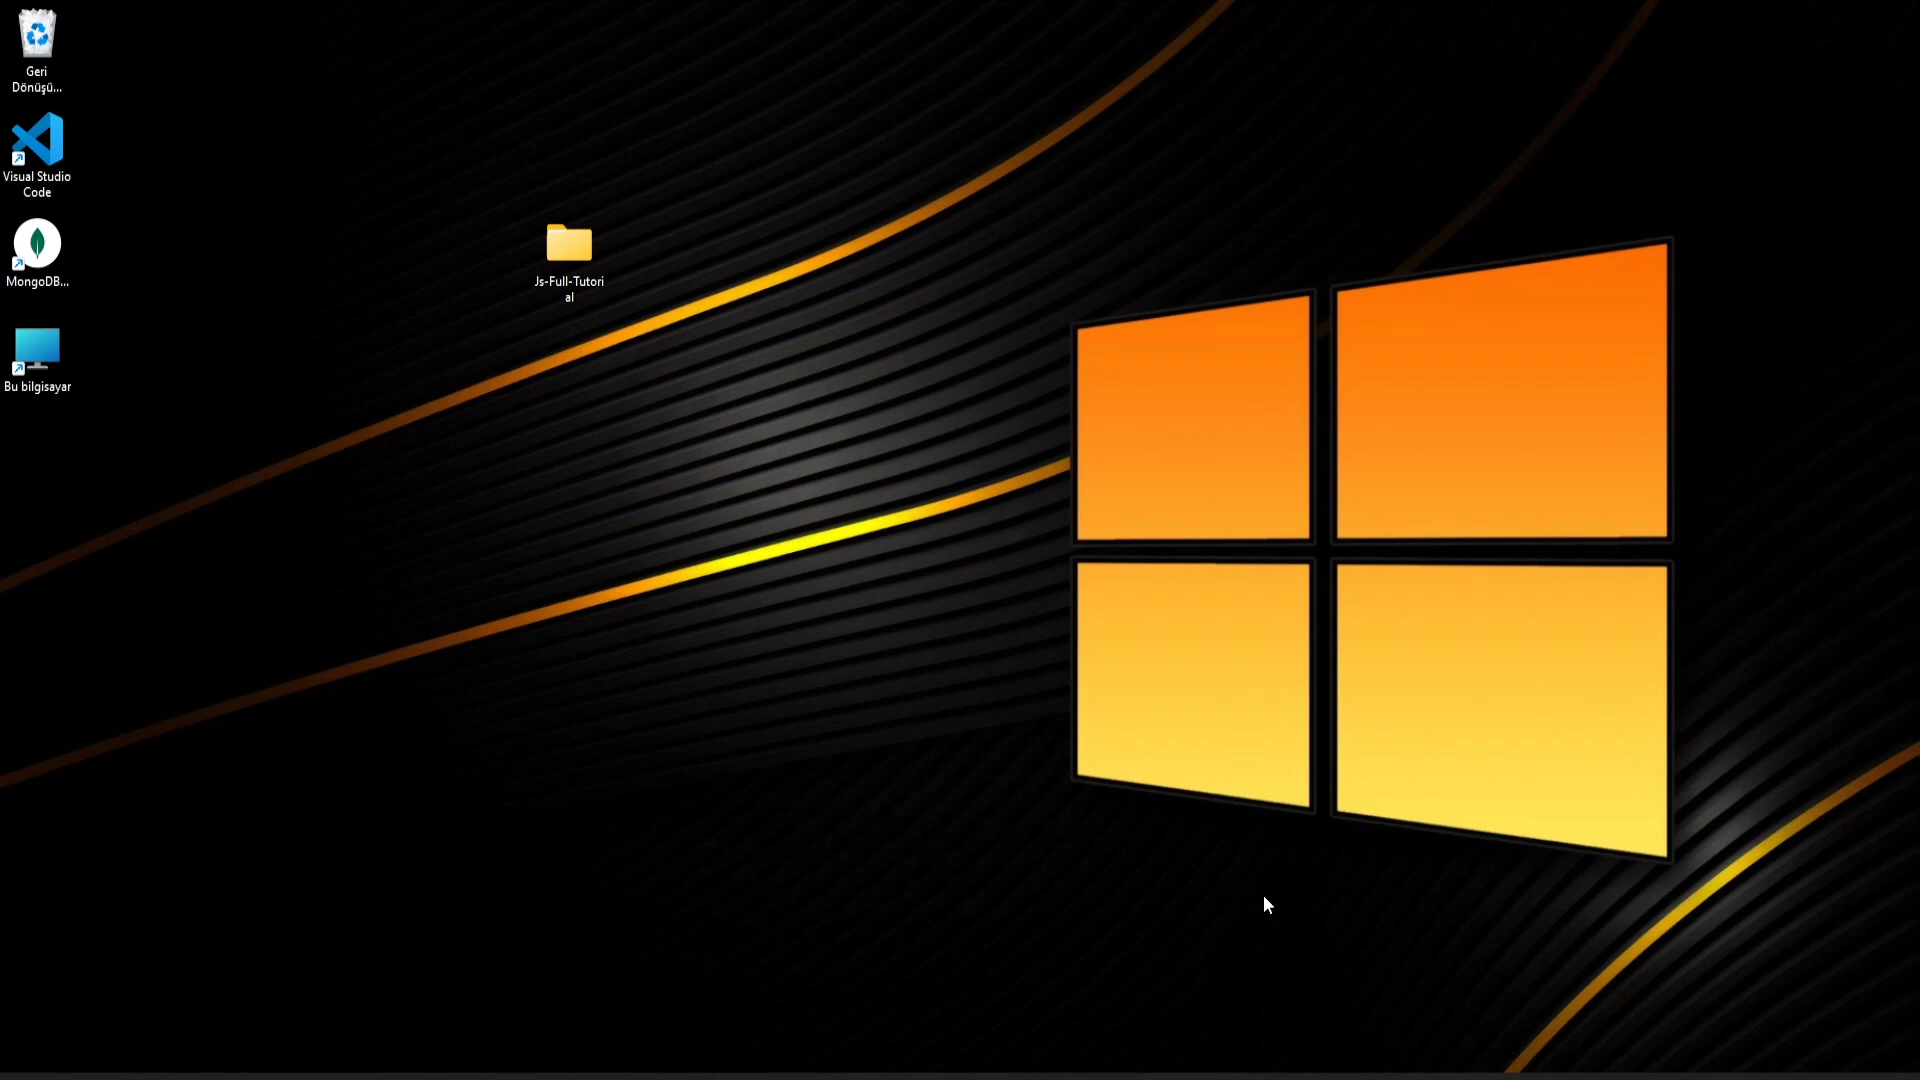 Geri
Dönüşü...
Visual Studio
Code
MongoDB...
Bu bilgisayar
Js-Full-Tutori
al